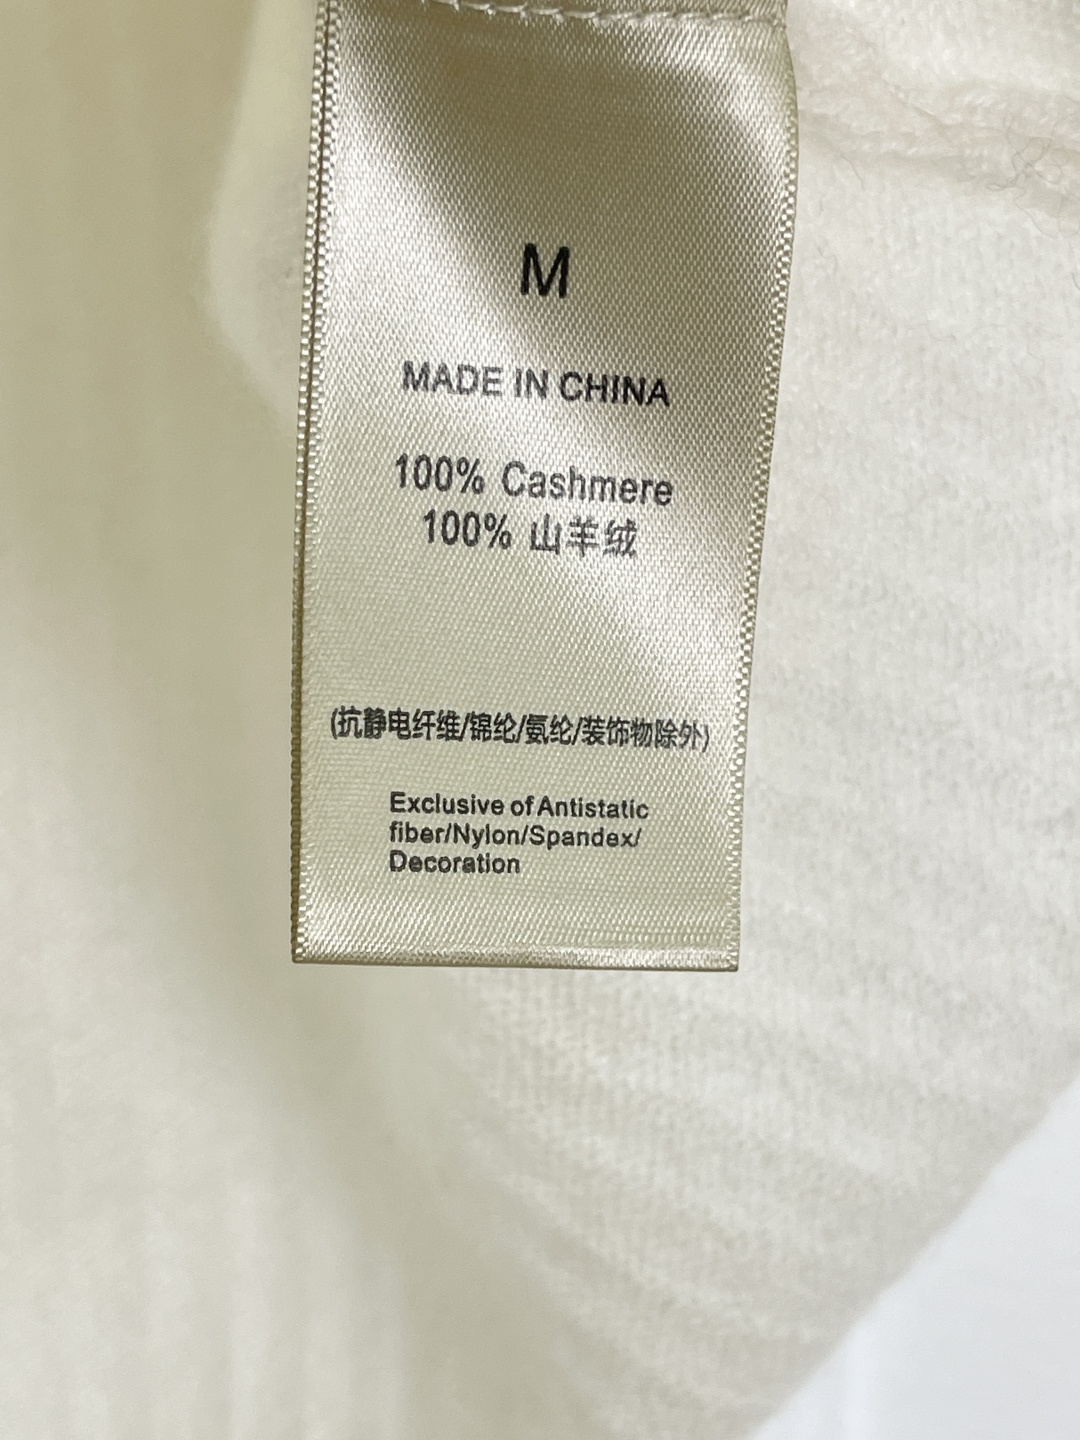 M
MADE IN CHINA
100% Cashmere
100% 山羊绒
(抗静电纤维/锦纶/氨纶/装饰物除外)
Exclusive of Antistatic
fiber/Nylon/Spandex/
Decoration